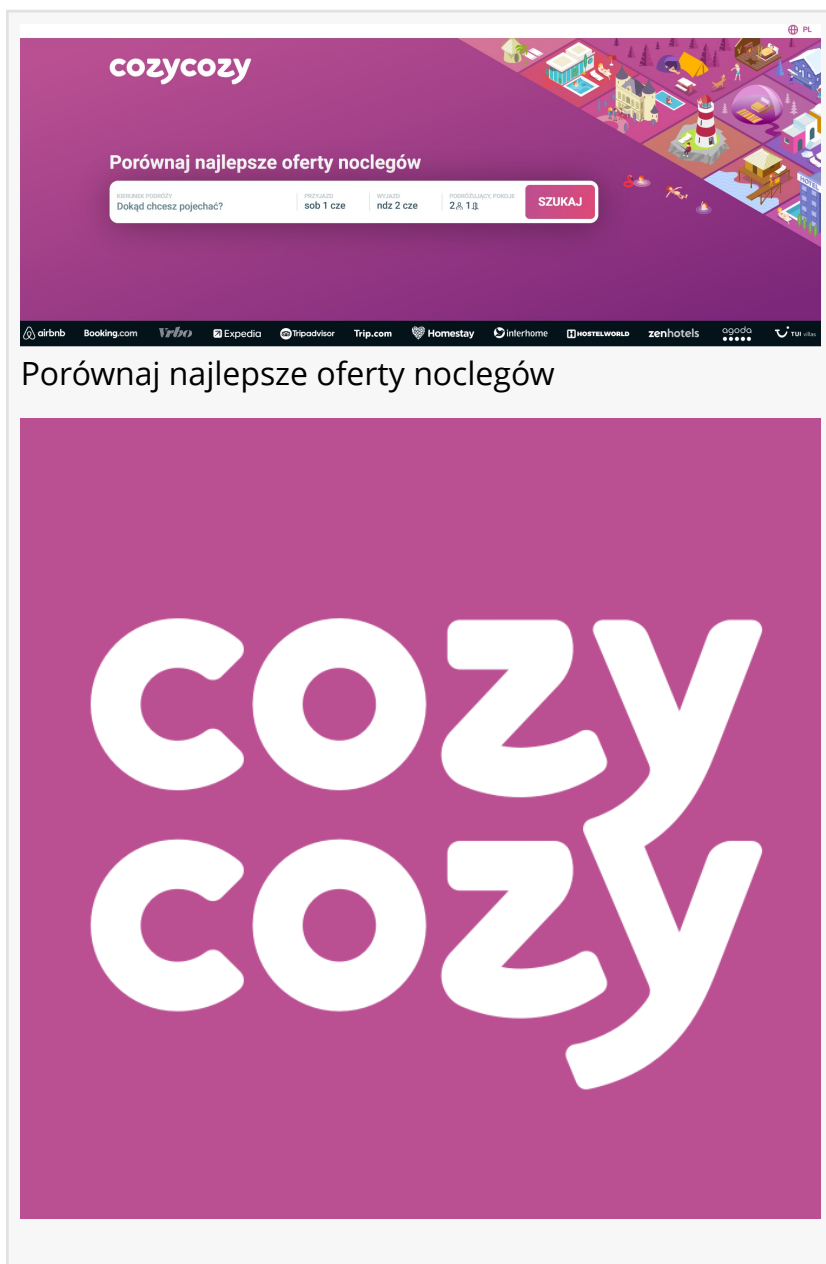 PL
cozycozy
Porównaj najlepsze oferty noclegów
KIERUNEK PODRÓŻY PRZYJAZD WYJAZD PODRÓŻUJĄCY, POKOJE
Dokąd chcesz pojechać? sob 1 cze ndz 2 cze 2 1 SZUKAJ
HOTEL
airbnb Booking.com Vrbo Expedia Tripadvisor Trip.com Homestay interhome HOSTELWORLD zenhotels agoda TUI villas
Porównaj najlepsze oferty noclegów
cozy
cozy